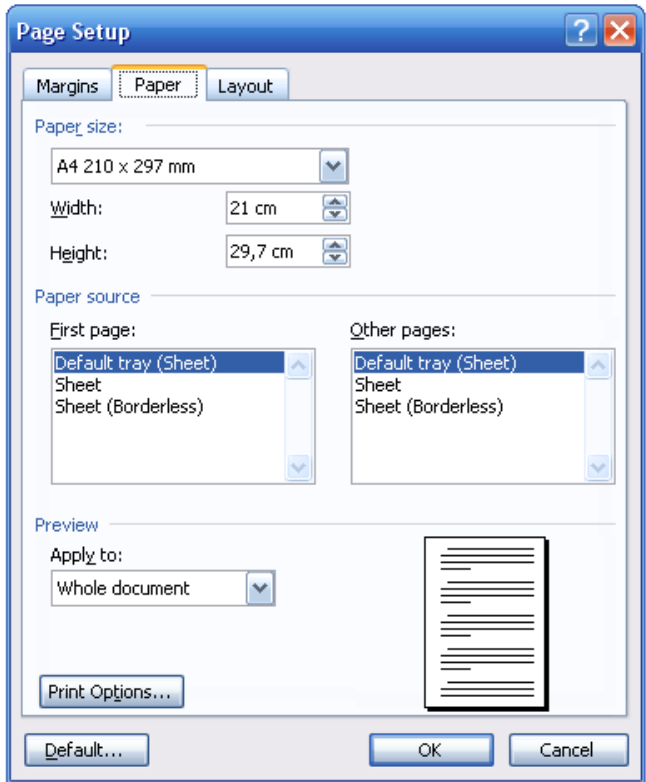 Page Setup
Margins Paper Layout
Paper size:
A4 210 x 297 mm
Width: 21 cm
Height: 29,7 cm
Paper source
First page: Other pages:
Default tray (Sheet) Default tray (Sheet)
Sheet Sheet
Sheet (Borderless) Sheet (Borderless)
Preview
Apply to:
Whole document
Print Options...
Default... OK Cancel